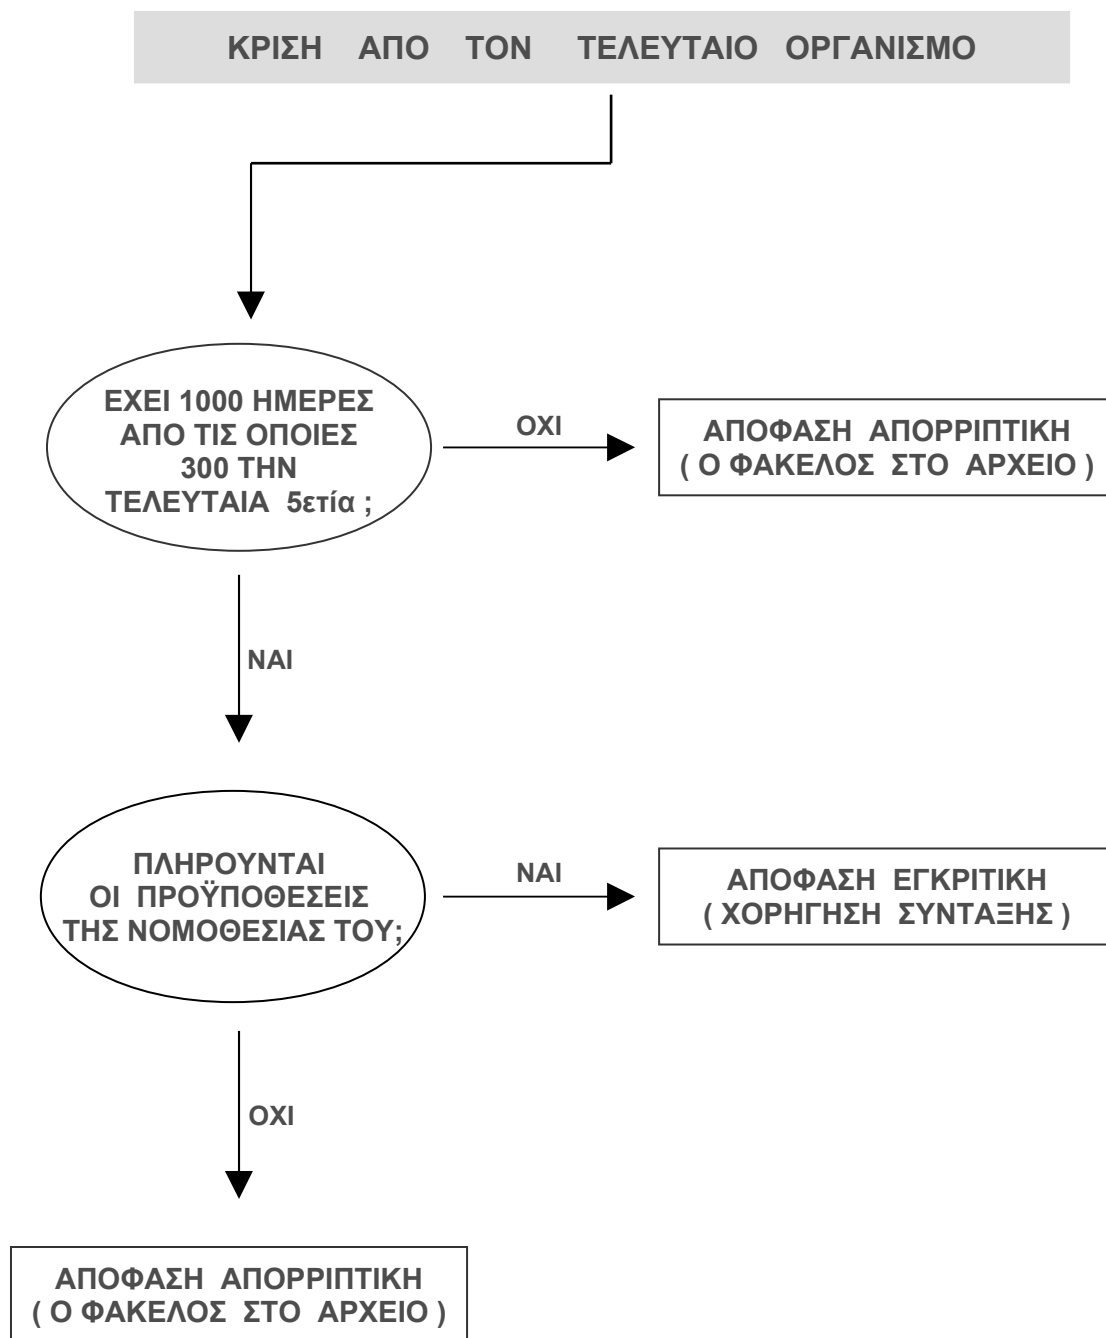 ΚΡΙΣΗ ΑΠΟ ΤΟΝ ΤΕΛΕΥΤΑΙΟ ΟΡΓΑΝΙΣΜΟ
ΕΧΕΙ 1000 ΗΜΕΡΕΣ
ΑΠΟ ΤΙΣ ΟΠΟΙΕΣ
300 ΤΗΝ
ΤΕΛΕΥΤΑΙΑ 5ετία ;
ΟΧΙ
ΑΠΟΦΑΣΗ ΑΠΟΡΡΙΠΤΙΚΗ
( Ο ΦΑΚΕΛΟΣ ΣΤΟ ΑΡΧΕΙΟ )
ΝΑΙ
ΠΛΗΡΟΥΝΤΑΙ
ΟΙ ΠΡΟΫΠΟΘΕΣΕΙΣ
ΤΗΣ ΝΟΜΟΘΕΣΙΑΣ ΤΟΥ;
ΝΑΙ
ΑΠΟΦΑΣΗ ΕΓΚΡΙΤΙΚΗ
( ΧΟΡΗΓΗΣΗ ΣΥΝΤΑΞΗΣ )
ΟΧΙ
ΑΠΟΦΑΣΗ ΑΠΟΡΡΙΠΤΙΚΗ
( Ο ΦΑΚΕΛΟΣ ΣΤΟ ΑΡΧΕΙΟ )